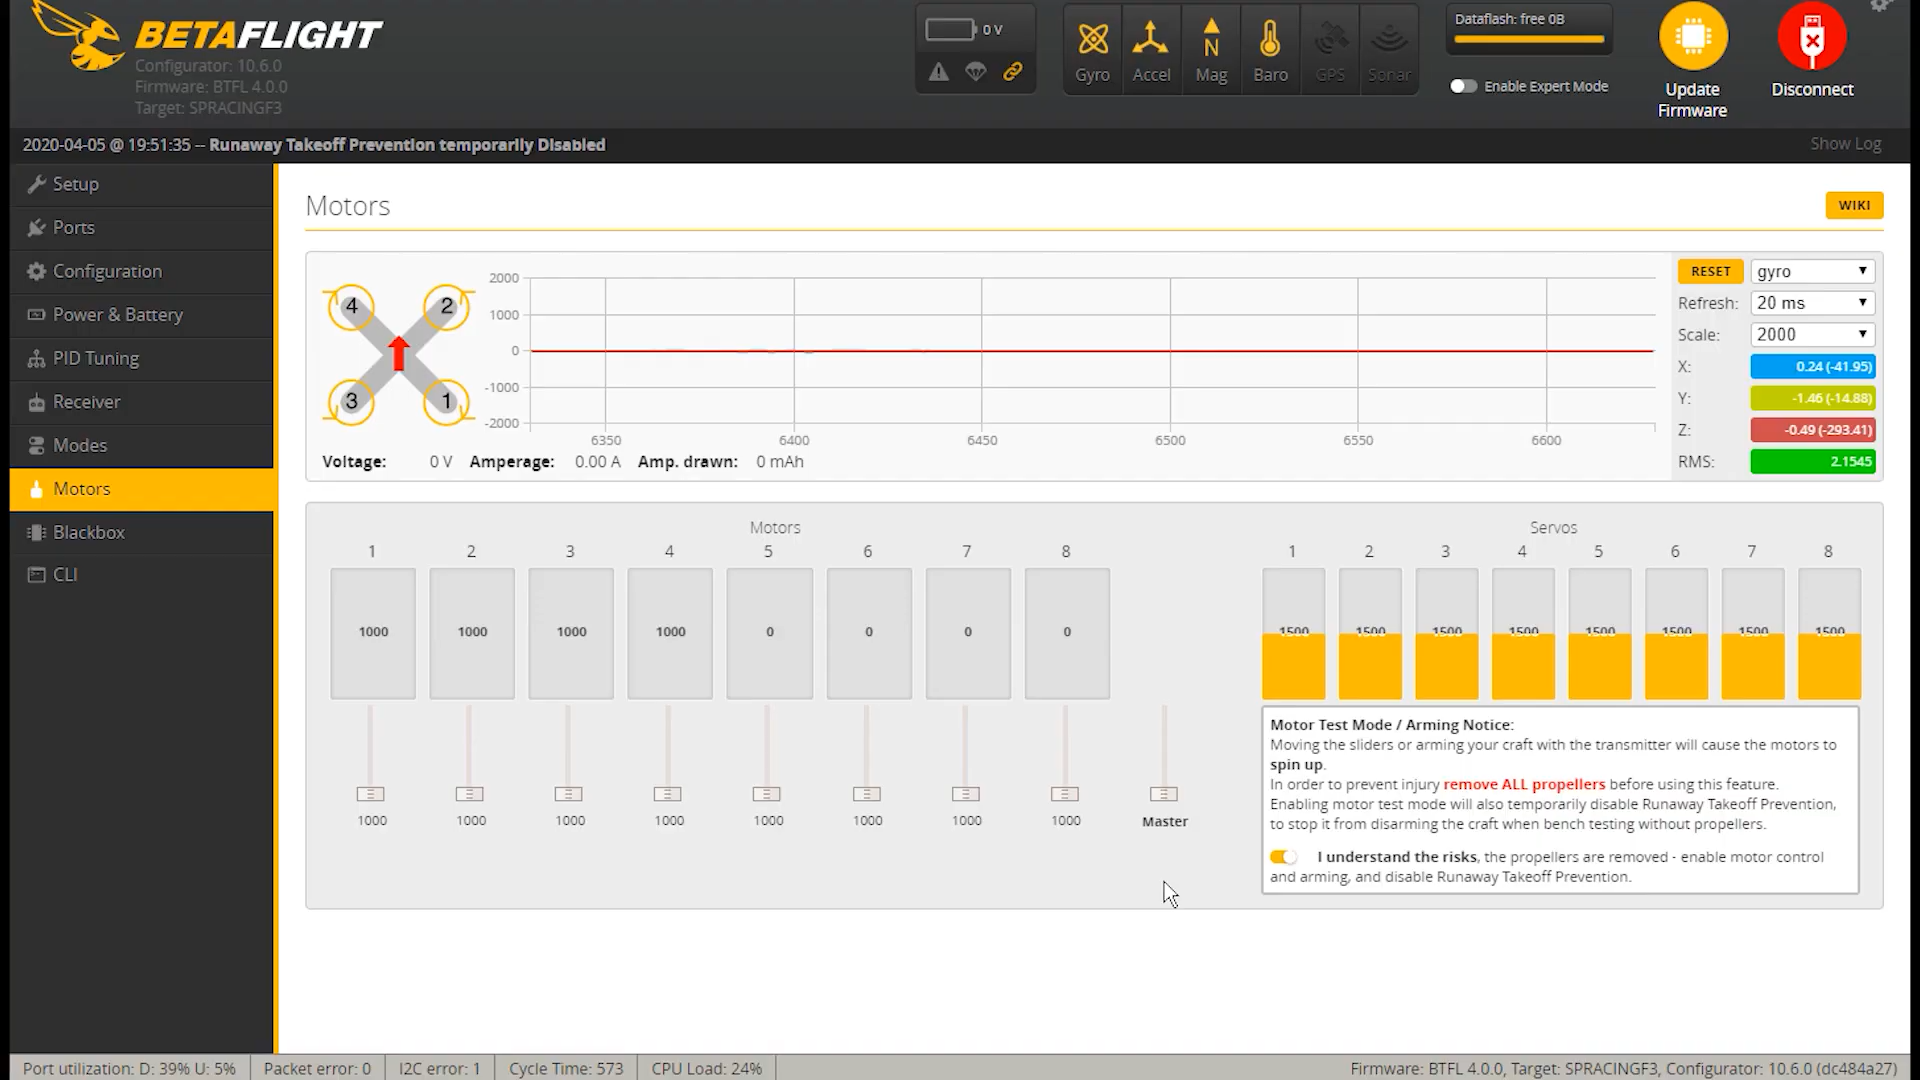 BETAFLIGHT
Configurator: 10.6.0
Firmware: BTFL 4.0.0
Target: SPRACINGF3
0 V
Gyro
Accel
N
Mag
Baro
GPS
Sonar
Dataflash: free 0B
Enable Expert Mode
Update
Firmware
Disconnect
2020-04-05 @ 19:51:35 -- Runaway Takeoff Prevention temporarily Disabled
Show Log
Setup
Ports
Configuration
Power & Battery
PID Tuning
Receiver
Modes
Motors
Blackbox
CLI
Motors
WIKI
4 2
3 1
2000
1000
0
-1000
-2000
6350 6400 6450 6500 6550 6600
Voltage: 0 V Amperage: 0.00 A Amp. drawn: 0 mAh
RESET gyro
Refresh: 20 ms
Scale: 2000
X: 0.24 (-41.95)
Y: -1.46 (-14.88)
Z: -0.49 (-293.41)
RMS: 2.1545
Motors
1 2 3 4 5 6 7 8
1000 1000 1000 1000 0 0 0 0
1000 1000 1000 1000 1000 1000 1000 1000 Master
Servos
1 2 3 4 5 6 7 8
1500 1500 1500 1500 1500 1500 1500 1500
Motor Test Mode / Arming Notice:
Moving the sliders or arming your craft with the transmitter will cause the motors to
spin up.
In order to prevent injury remove ALL propellers before using this feature.
Enabling motor test mode will also temporarily disable Runaway Takeoff Prevention,
to stop it from disarming the craft when bench testing without propellers.
I understand the risks, the propellers are removed - enable motor control
and arming, and disable Runaway Takeoff Prevention.
Port utilization: D: 39% U: 5% Packet error: 0 I2C error: 1 Cycle Time: 573 CPU Load: 24% Firmware: BTFL 4.0.0, Target: SPRACINGF3, Configurator: 10.6.0 (dc484a27)